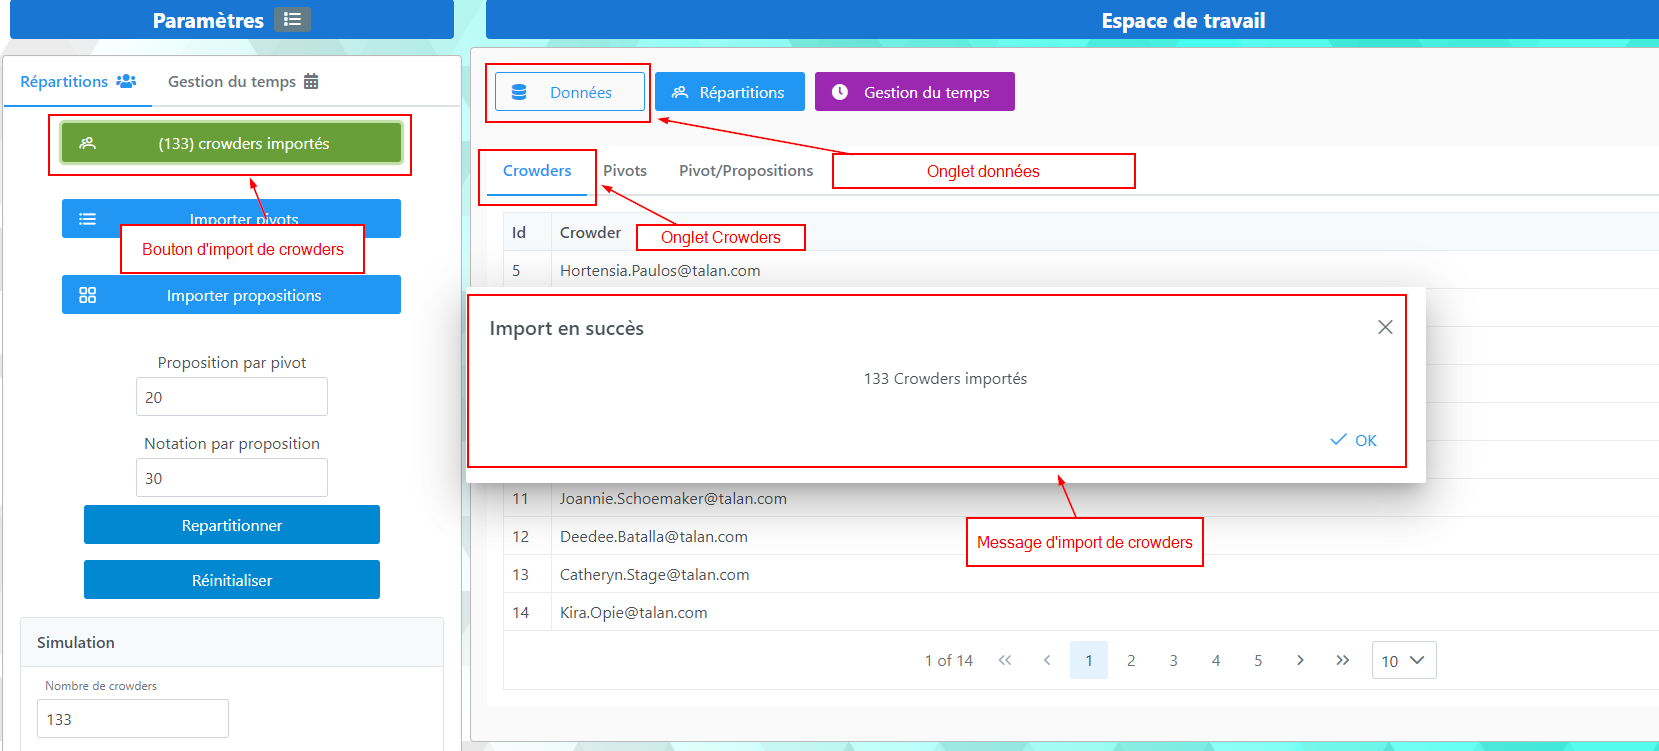 Paramètres
Espace de travail
Répartitions
Gestion du temps
(133) crowders importés
Importer pivots
Bouton d'import de crowders
Importer propositions
Proposition par pivot
20
Notation par proposition
30
Repartitionner
Réinitialiser
Simulation
Nombre de crowders
133
Données
Répartitions
Gestion du temps
Onglet données
Crowders
Pivots
Pivot/Propositions
Onglet Crowders
Id
Crowder
5
Hortensia.Paulos@talan.com
Import en succès
133 Crowders importés
OK
11
Joannie.Schoemaker@talan.com
12
Deedee.Batalla@talan.com
Message d'import de crowders
13
Catheryn.Stage@talan.com
14
Kira.Opie@talan.com
1 of 14
1
2
3
4
5
10